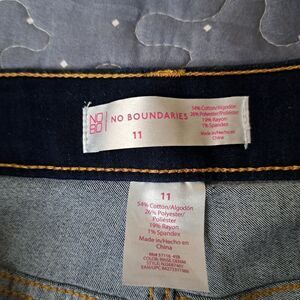 NO
BO
NO BOUNDARIES
11
54% Cotton/Algodón
26% Polyester/Poliéster
19% Rayon
1% Spandex
Made in/Hecho en
China
11
54% Cotton/Algodón
26% Polyester/
Poliéster
19% Rayon
1% Spandex
Made in/Hecho en
China